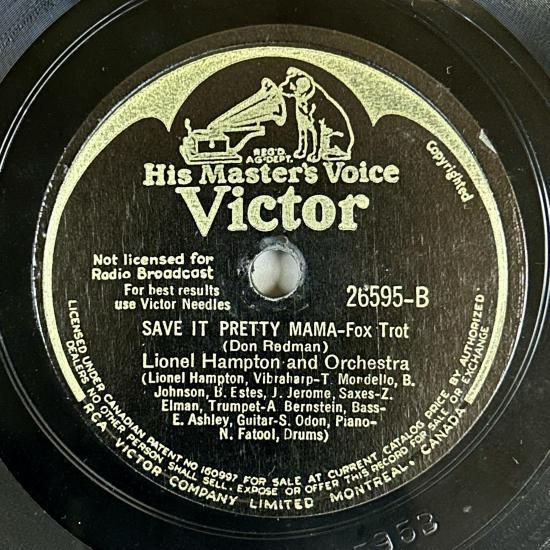 REG'D.
AG-DEPT.
His Master's Voice
Victor
Copyrighted
Not licensed for
Radio Broadcast
For best results
use Victor Needles
26595-B
SAVE IT PRETTY MAMA-Fox Trot
(Don Redman)
Lionel Hampton and Orchestra
(Lionel Hampton, Vibraharp-T. Mondello, B.
Johnson, B. Estes, J. Jerome, Saxes-Z.
Elman, Trumpet-A. Bernstein, Bass-
E. Ashley, Guitar-S. Odon, Piano-
N. Fatool, Drums)
LICENSED UNDER CANADIAN PATENT NO 160997 FOR SALE AT CURRENT CATALOG PRICE BY AUTHORIZED
DEALERS NO OTHER PERSON SHALL SELL, EXPOSE OR OFFER THIS RECORD FOR SALE OR EXCHANGE
RCA VICTOR COMPANY LIMITED MONTREAL, CANADA